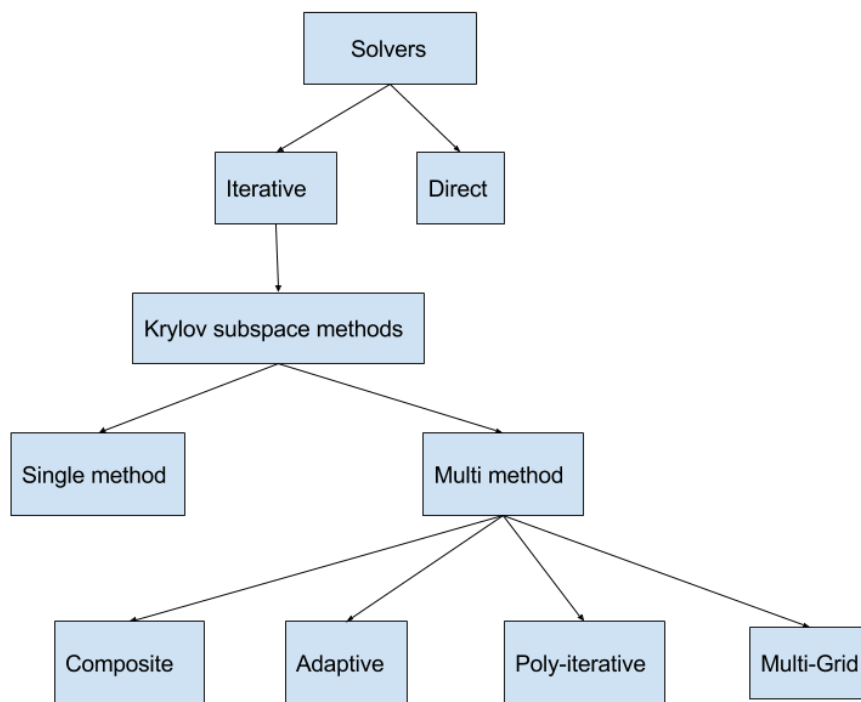 Solvers
Iterative
Direct
Krylov subspace methods
Single method
Multi method
Composite
Adaptive
Poly-iterative
Multi-Grid